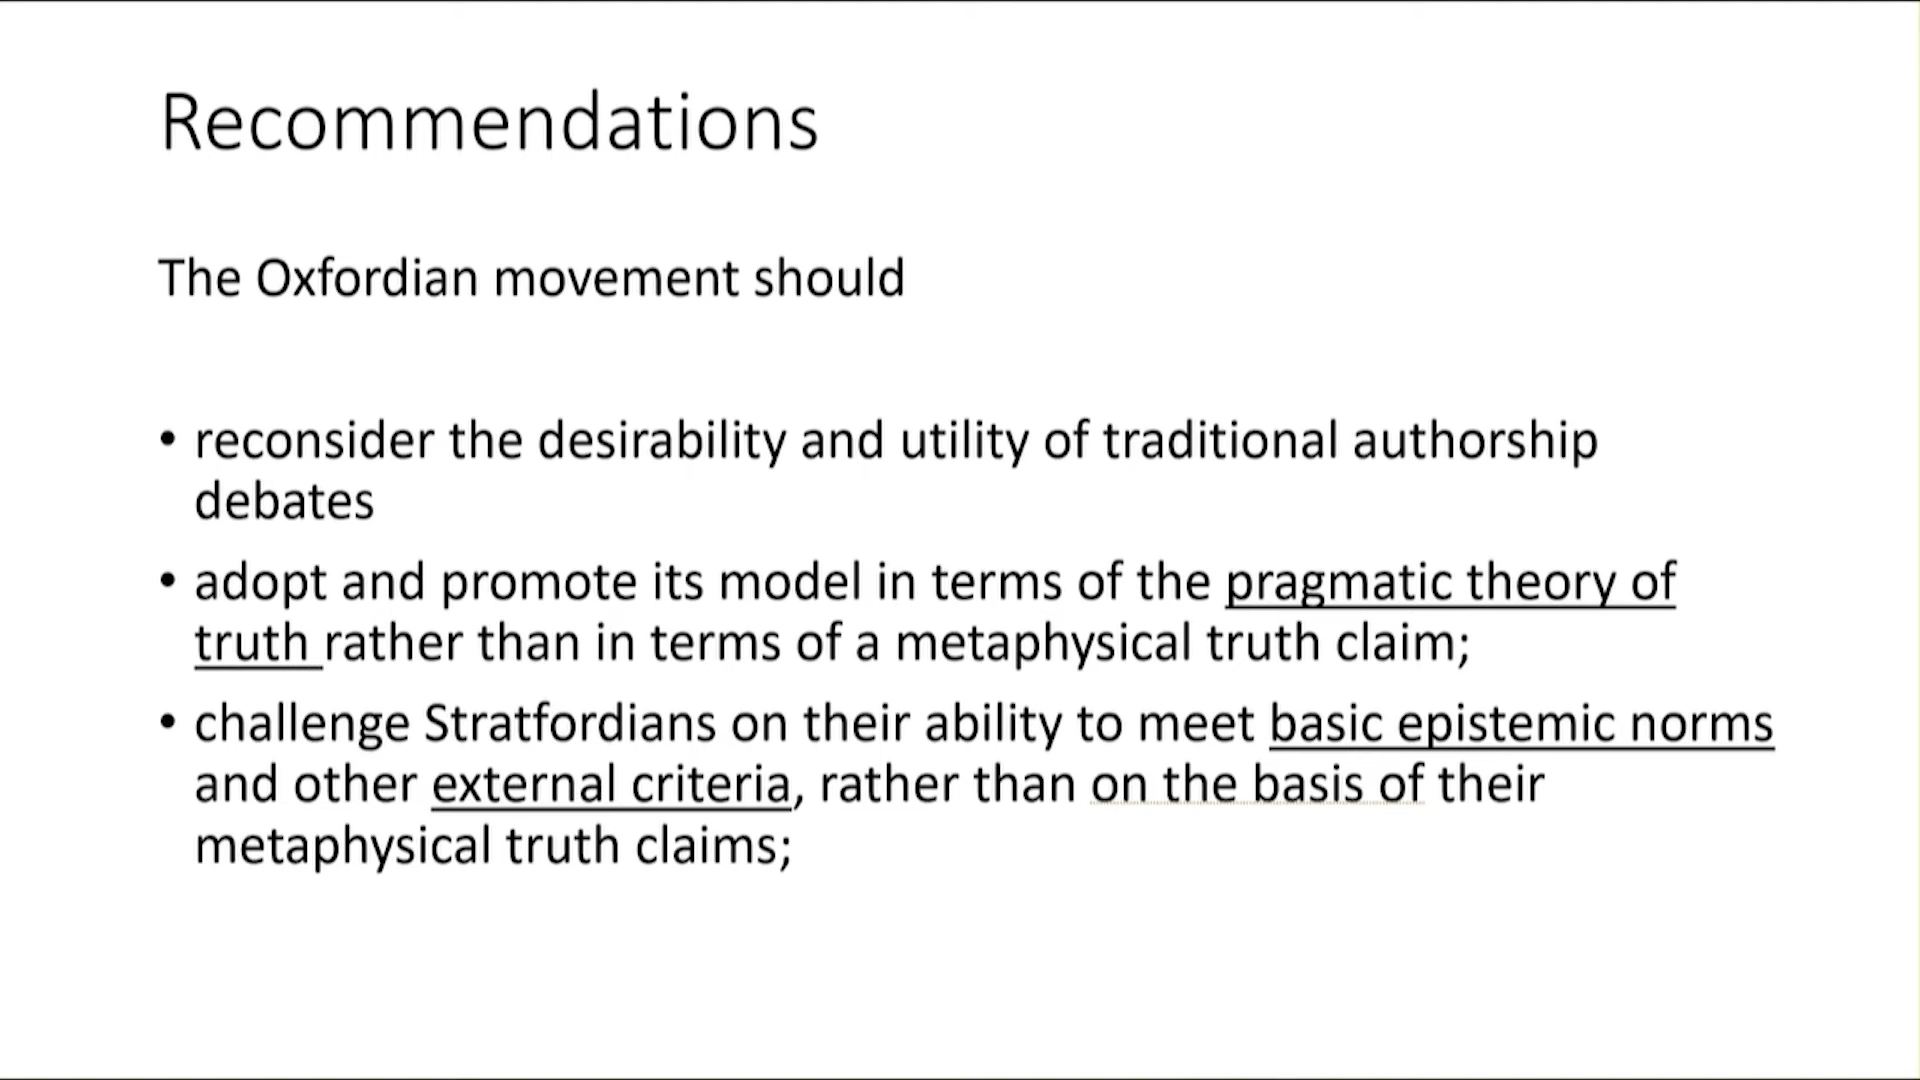 Recommendations
The Oxfordian movement should
• reconsider the desirability and utility of traditional authorship
debates
• adopt and promote its model in terms of the pragmatic theory of
truth rather than in terms of a metaphysical truth claim;
• challenge Stratfordians on their ability to meet basic epistemic norms
and other external criteria, rather than on the basis of their
metaphysical truth claims;